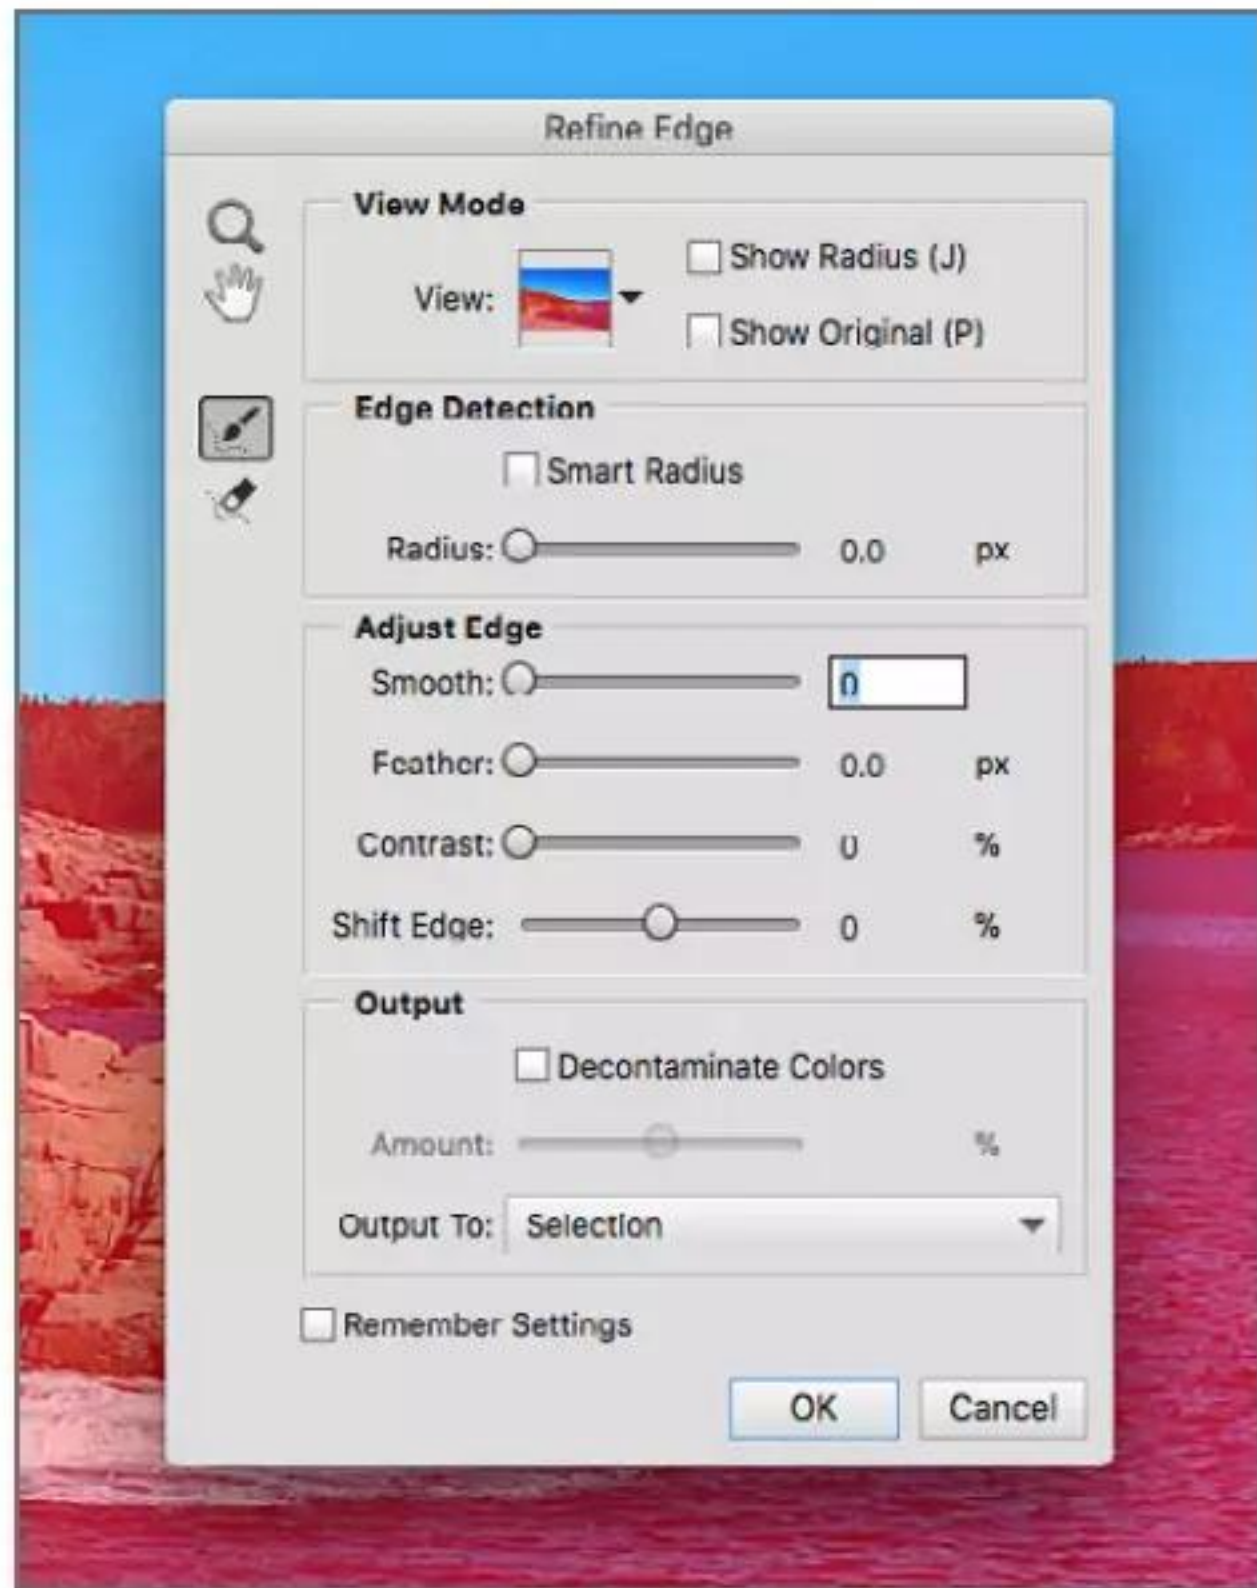 Refine Edge
View Mode
View:
Show Radius (J)
Show Original (P)
Edge Detection
Smart Radius
Radius: 0.0 px
Adjust Edge
Smooth: 0
Feather: 0.0 px
Contrast: 0 %
Shift Edge: 0 %
Output
Decontaminate Colors
Amount: %
Output To: Selection
Remember Settings
OK Cancel